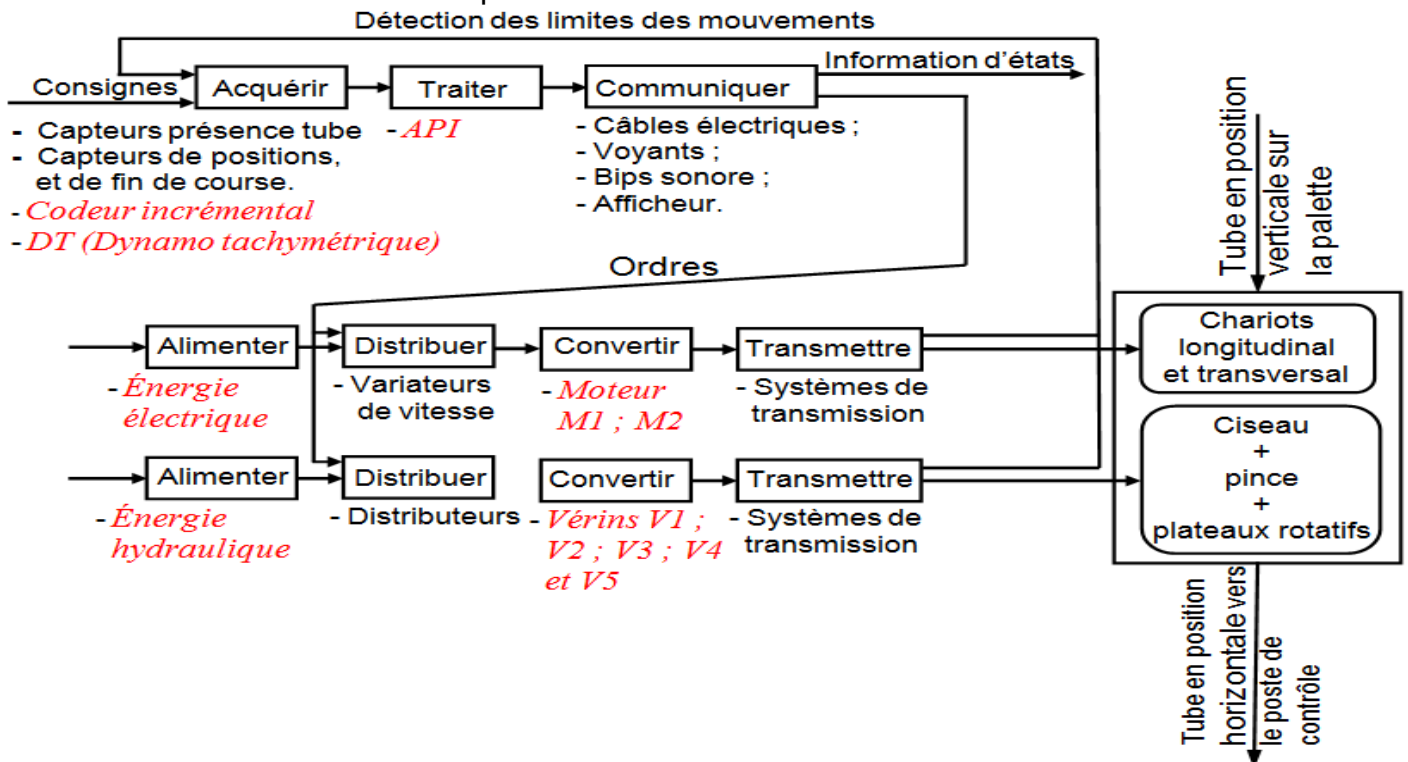 Détection des limites des mouvements
Consignes
Acquérir
Traiter
Communiquer
Information d'états
- Capteurs présence tube
- Capteurs de positions,
et de fin de course.
- Codeur incrémental
- DT (Dynamo tachymétrique)
- API
- Câbles électriques ;
- Voyants ;
- Bips sonore ;
- Afficheur.
Ordres
Tube en position
verticale sur
la palette
Alimenter
Distribuer
Convertir
Transmettre
- Énergie
électrique
- Variateurs
de vitesse
- Moteur
M1 ; M2
- Systèmes de
transmission
Chariots
longitudinal
et transversal
Alimenter
Distribuer
Convertir
Transmettre
- Énergie
hydraulique
- Distributeurs
- Vérins V1 ;
V2 ; V3 ; V4
et V5
- Systèmes de
transmission
Ciseau
+
pince
+
plateaux rotatifs
Tube en position
horizontale vers
le poste de
contrôle